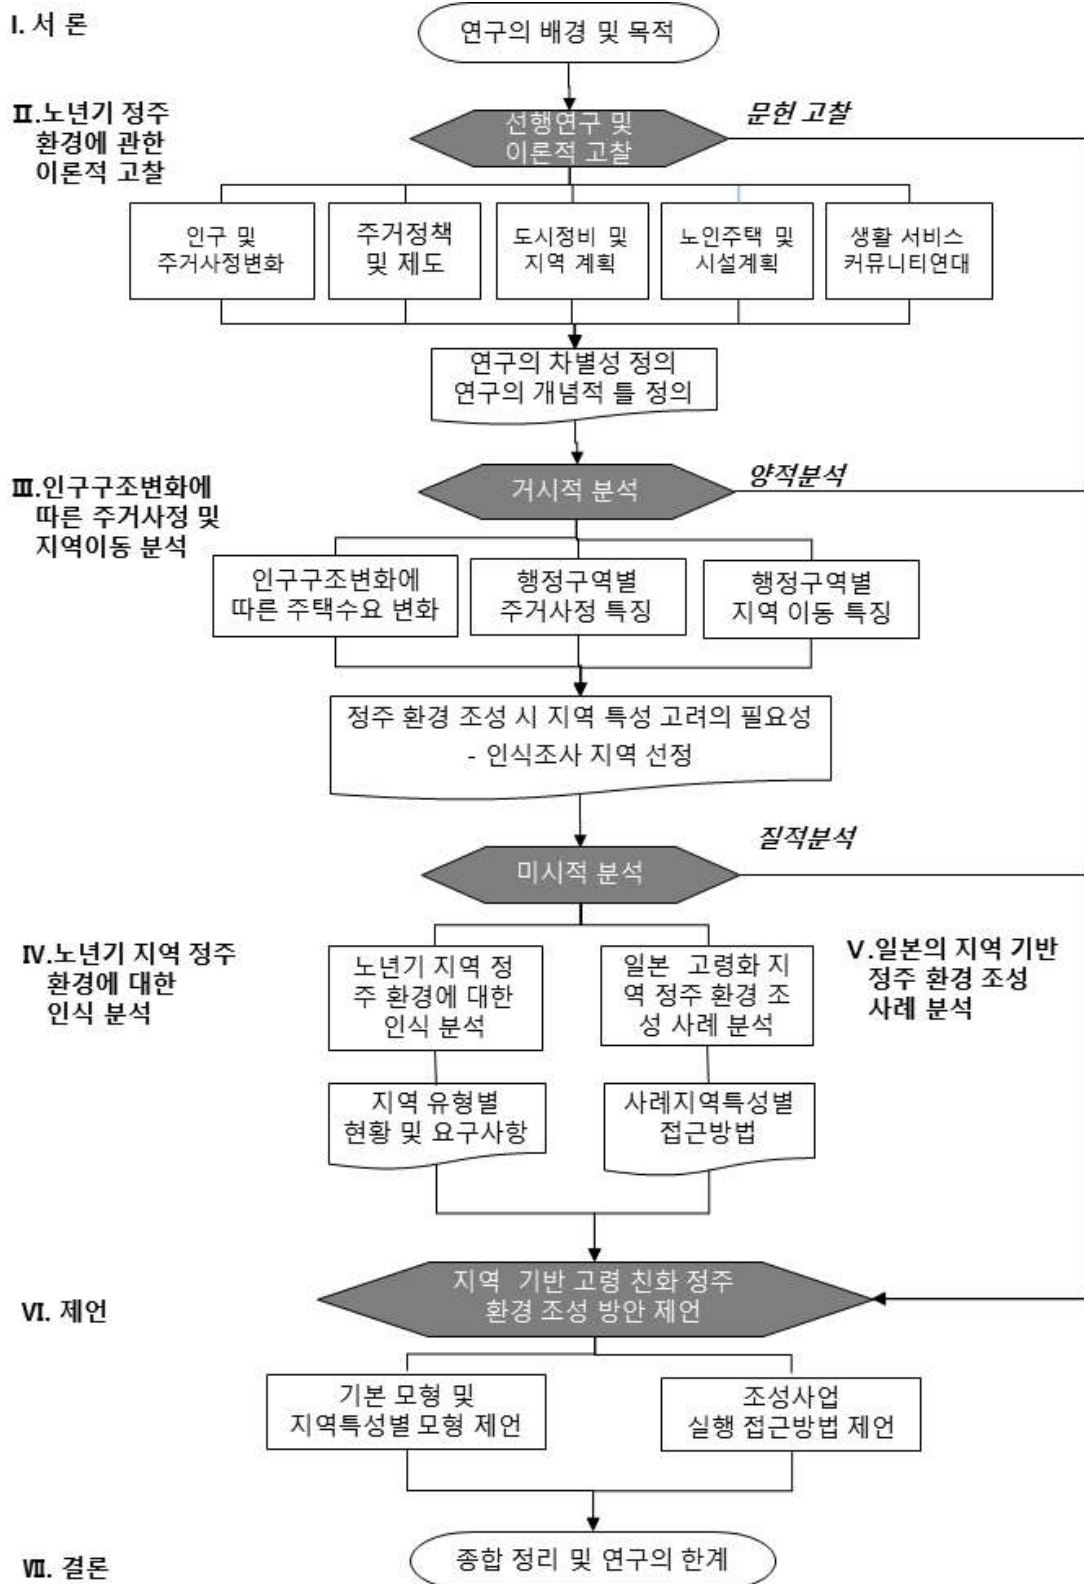 I. 서 론
연구의 배경 및 목적
Ⅱ.노년기 정주
환경에 관한
이론적 고찰
선행연구 및
이론적 고찰
문헌 고찰
인구 및
주거사정변화
주거정책
및 제도
도시정비 및
지역 계획
노인주택 및
시설계획
생활 서비스
커뮤니티연대
연구의 차별성 정의
연구의 개념적 틀 정의
Ⅲ.인구구조변화에
따른 주거사정 및
지역이동 분석
거시적 분석
양적분석
인구구조변화에
따른 주택수요 변화
행정구역별
주거사정 특징
행정구역별
지역 이동 특징
정주 환경 조성 시 지역 특성 고려의 필요성
- 인식조사 지역 선정
미시적 분석
질적분석
Ⅳ.노년기 지역 정주
환경에 대한
인식 분석
노년기 지역 정
주 환경에 대한
인식 분석
일본 고령화 지
역 정주 환경 조
성 사례 분석
Ⅴ.일본의 지역 기반
정주 환경 조성
사례 분석
지역 유형별
현황 및 요구사항
사례지역특성별
접근방법
Ⅵ. 제언
지역 기반 고령 친화 정주
환경 조성 방안 제언
기본 모형 및
지역특성별 모형 제언
조성사업
실행 접근방법 제언
Ⅶ. 결론
종합 정리 및 연구의 한계